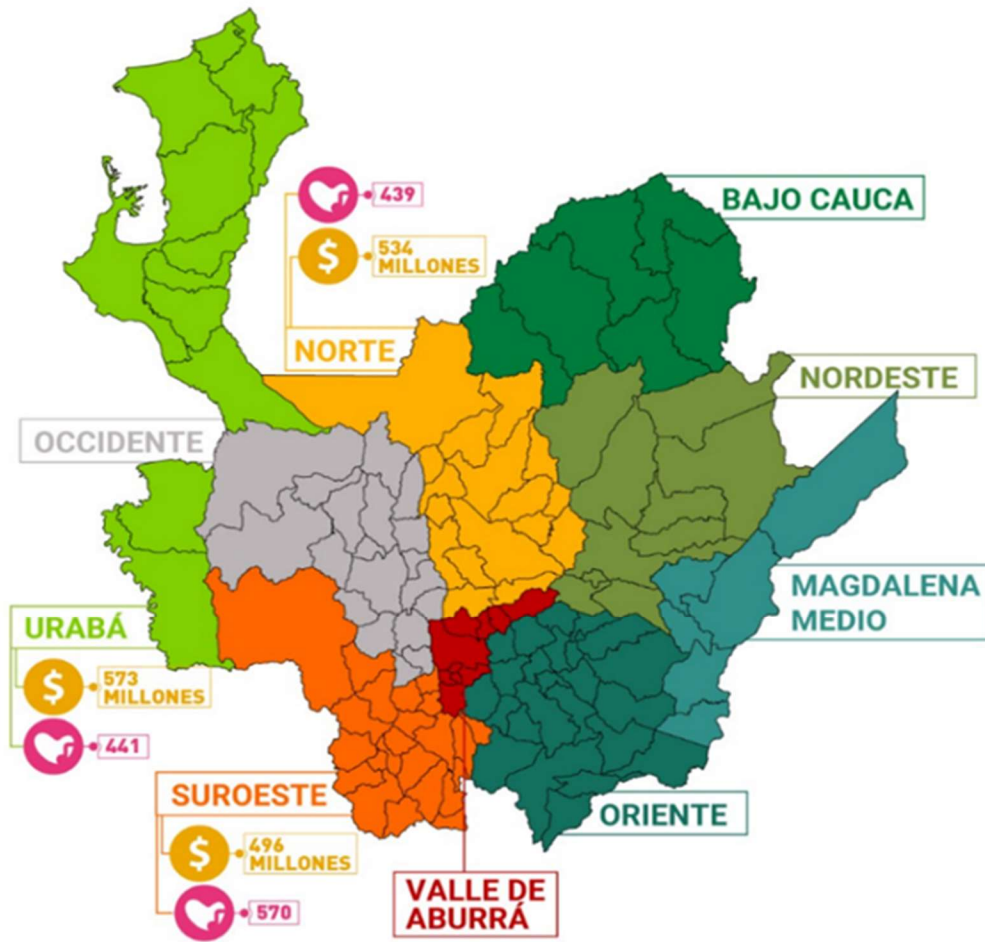 439
BAJO CAUCA
$
534
MILLONES
NORTE
NORDESTE
OCCIDENTE
MAGDALENA
MEDIO
URABÁ
$
573
MILLONES
441
SUROESTE
$
496
MILLONES
570
ORIENTE
VALLE DE
ABURRÁ